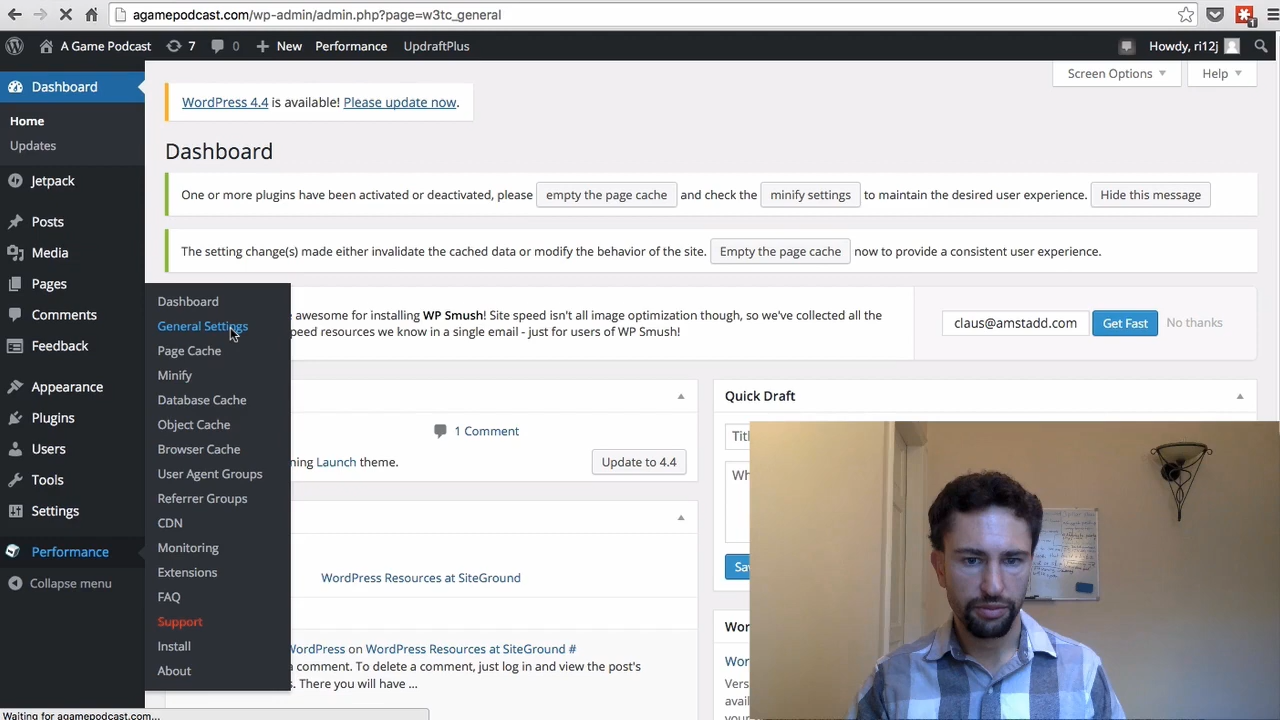 agamepodcast.com/wp-admin/admin.php?page=w3tc_general
1
A Game Podcast
7
0
New
Performance
UpdraftPlus
Howdy, ri12j
Dashboard
Home
Updates
Jetpack
Posts
Media
Pages
Comments
Feedback
Appearance
Plugins
Users
Tools
Settings
Performance
Collapse menu
Dashboard
General Settings
Page Cache
Minify
Database Cache
Object Cache
Browser Cache
User Agent Groups
Referrer Groups
CDN
Monitoring
Extensions
FAQ
Support
Install
About
Screen Options
Help
WordPress 4.4 is available! Please update now.
Dashboard
One or more plugins have been activated or deactivated, please empty the page cache and check the minify settings to maintain the desired user experience. Hide this message
The setting change(s) made either invalidate the cached data or modify the behavior of the site. Empty the page cache now to provide a consistent user experience.
awesome for installing WP Smush! Site speed isn't all image optimization though, so we've collected all the
speed resources we know in a single email - just for users of WP Smush!
claus@amstadd.com
Get Fast
No thanks
1 Comment
Launch theme.
Update to 4.4
WordPress Resources at SiteGround
on WordPress Resources at SiteGround #
a comment. To delete a comment, just log in and view the post's
There you will have ...
Quick Draft
Waiting for agamepodcast.com...